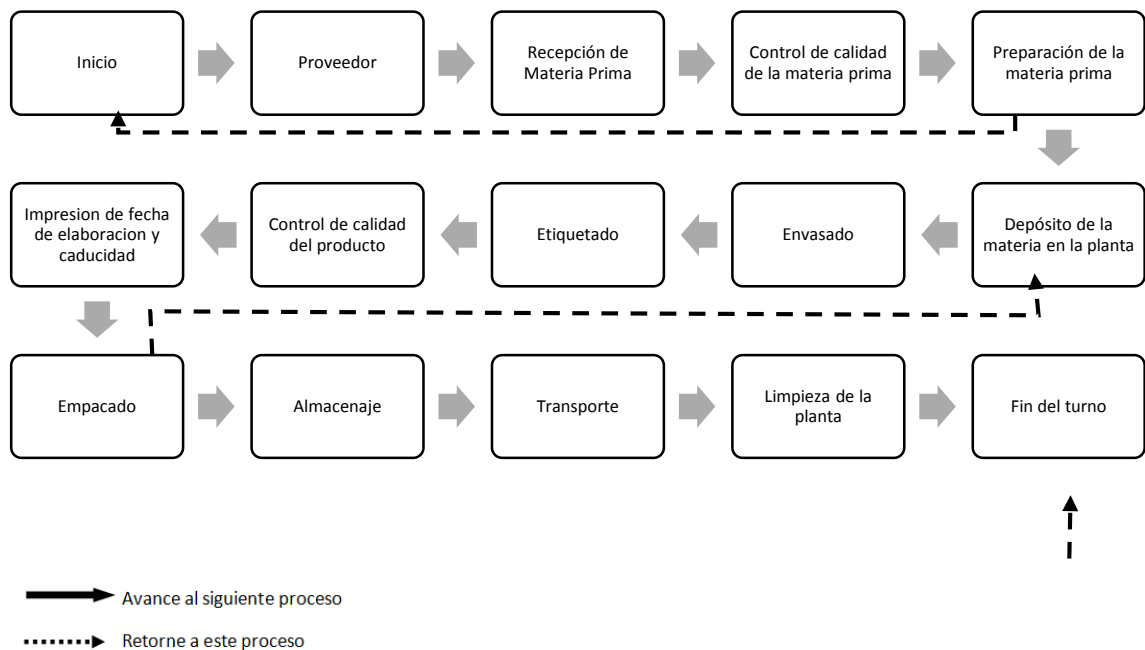 Inicio
Proveedor
Recepción de
Materia Prima
Control de calidad
de la materia prima
Preparación de la
materia prima
Impresion de fecha
de elaboracion y
caducidad
Control de calidad
del producto
Etiquetado
Envasado
Depósito de la
materia en la planta
Empacado
Almacenaje
Transporte
Limpieza de la
planta
Fin del turno
Avance al siguiente proceso
Retorne a este proceso